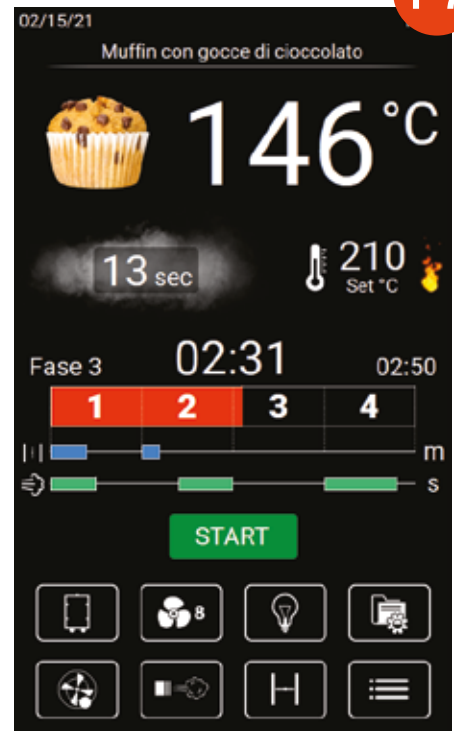 02/15/21
Muffin con gocce di cioccolato
146°C
13 sec
210
Set °C
Fase 3
02:31
02:50
1 2 3 4
m
s
START
8